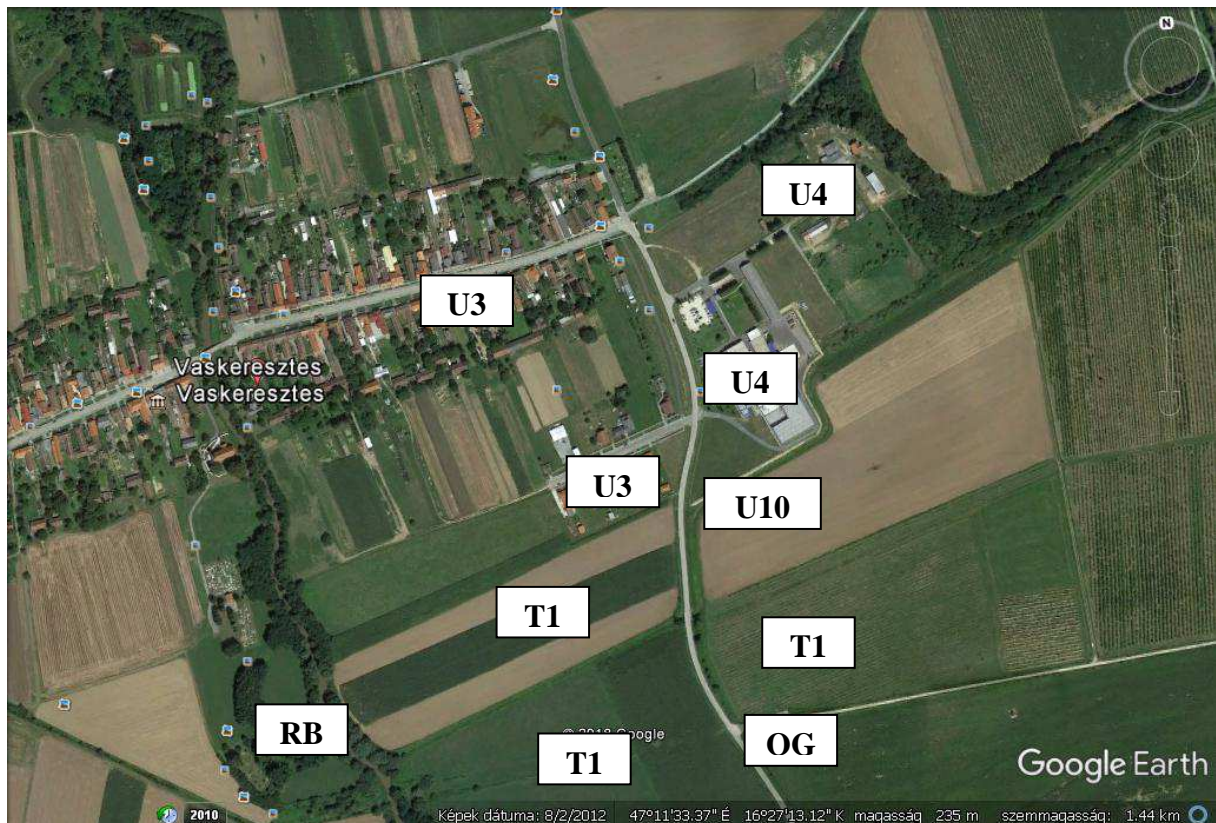 N
U4
U3
Vaskeresztes
Vaskeresztes
U4
U3
U10
T1
T1
RB
© 2018 Google
OG
T1
Google Earth
2010
Képek dátuma: 8/2/2012 47°11'33.37" É 16°27'13.12" K magasság 235 m szemmagasság: 1.44 km